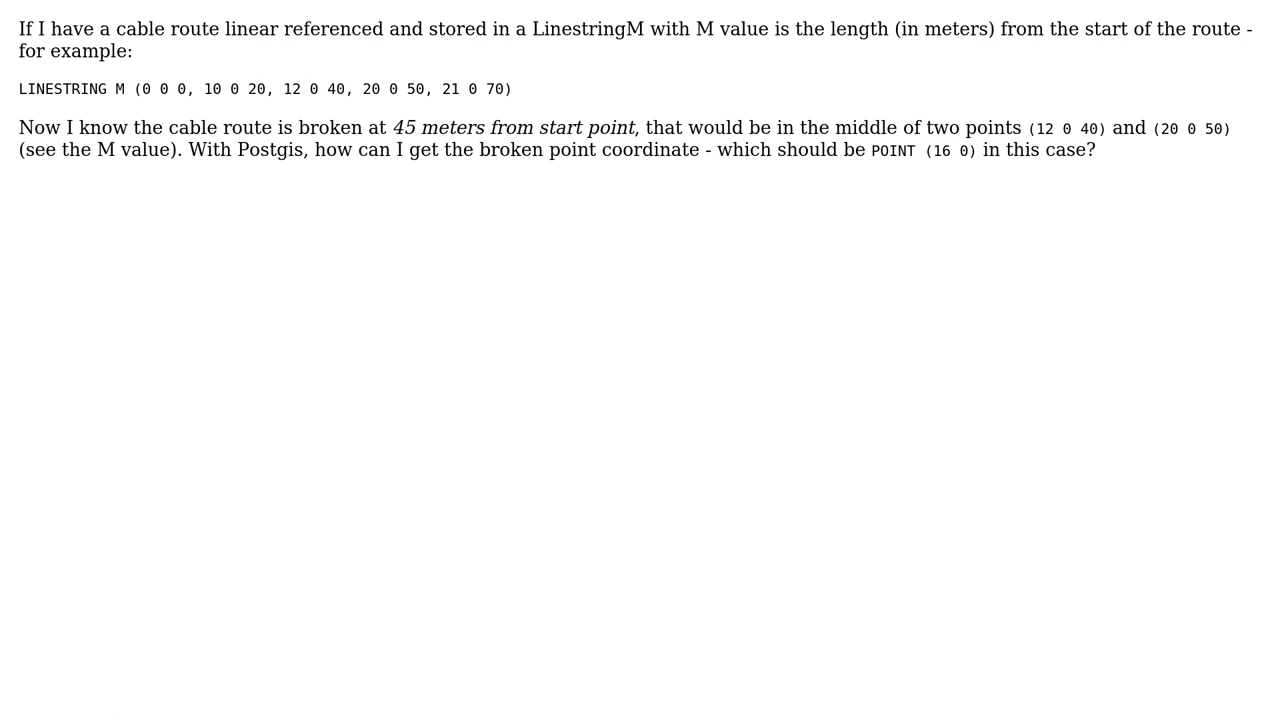 If I have a cable route linear referenced and stored in a LinestringM with M value is the length (in meters) from the start of the route -
for example:
LINESTRING M (0 0 0, 10 0 20, 12 0 40, 20 0 50, 21 0 70)
Now I know the cable route is broken at 45 meters from start point, that would be in the middle of two points (12 0 40) and (20 0 50)
(see the M value). With Postgis, how can I get the broken point coordinate - which should be POINT (16 0) in this case?